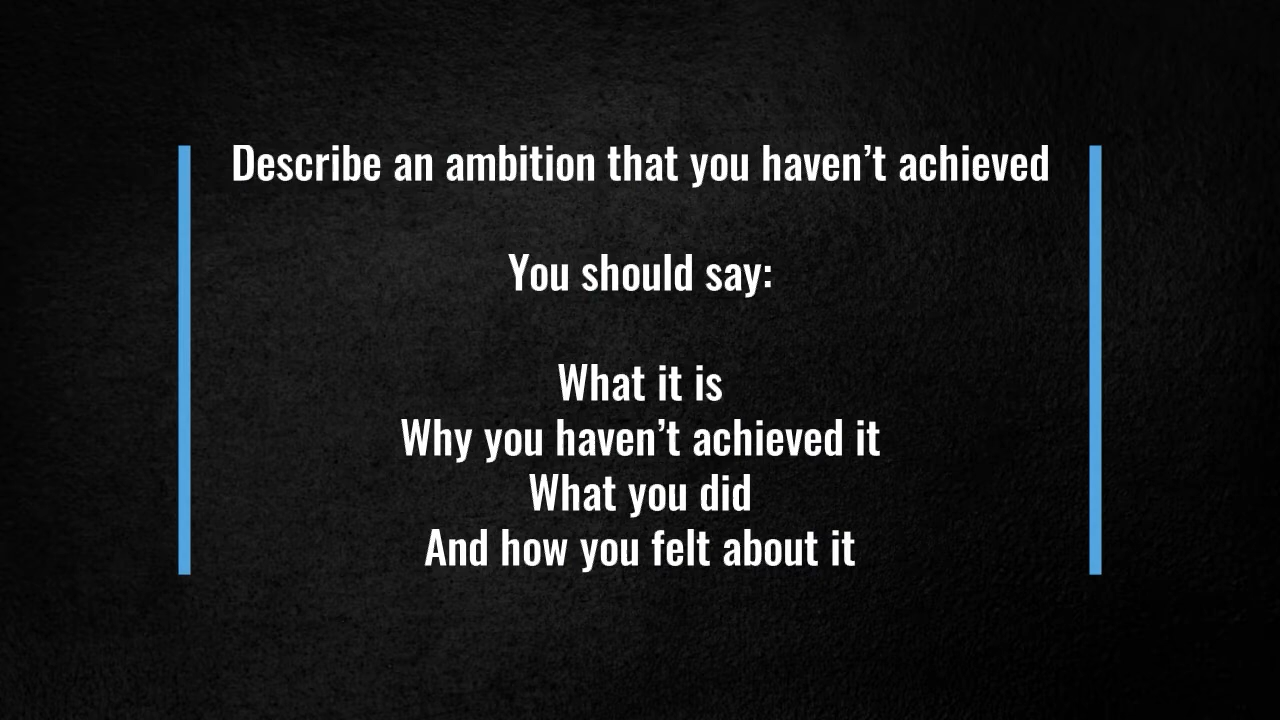 Describe an ambition that you haven’t achieved
You should say:
What it is
Why you haven’t achieved it
What you did
And how you felt about it